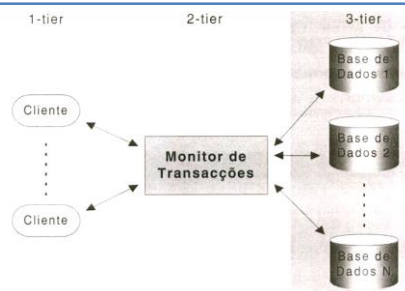 1-tier
2-tier
3-tier
Base de
Dados 1
Cliente
Base de
Dados 2
Monitor de
Transacções
Cliente
Base de
Dados N